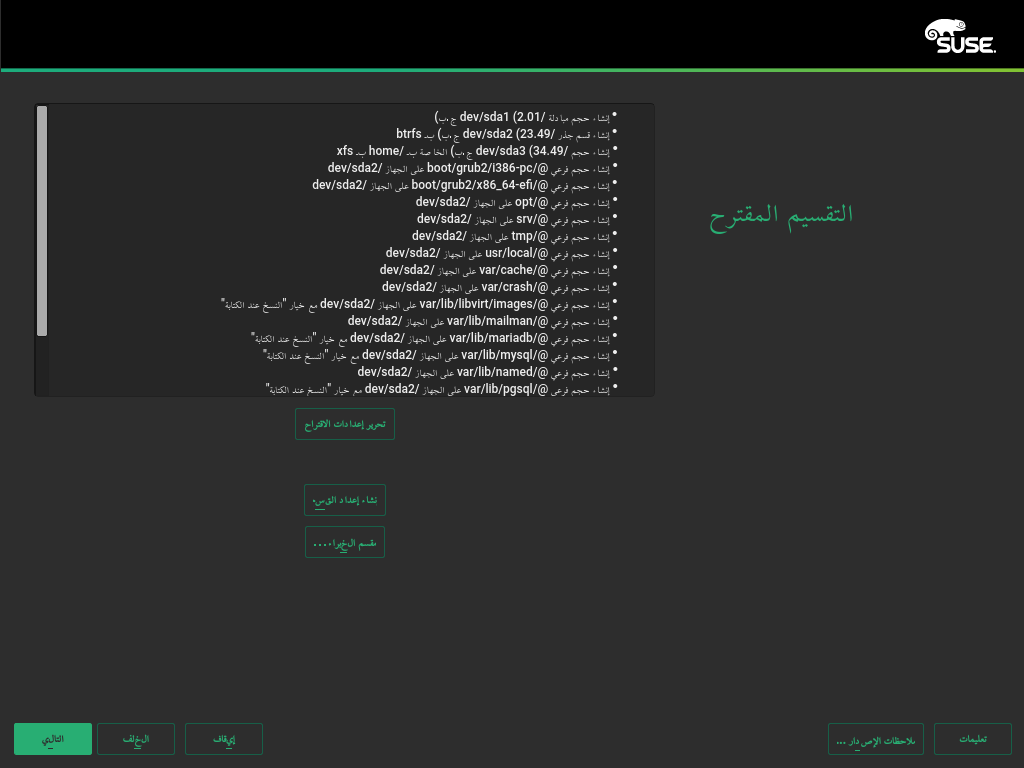 SUSE.
التقسيم المقترح
• إنشاء حجم مبادلة /dev/sda1 (2.01 ج.ب)
• إنشاء قسم جذر /dev/sda2 (23.49 ج.ب) بـ btrfs
• إنشاء حجم /dev/sda3 (34.49 ج.ب) الخاصة بـ /home بـ xfs
• إنشاء حجم فرعي @/boot/grub2/i386-pc على الجهاز /dev/sda2
• إنشاء حجم فرعي @/boot/grub2/x86_64-efi على الجهاز /dev/sda2
• إنشاء حجم فرعي @/opt على الجهاز /dev/sda2
• إنشاء حجم فرعي @/srv على الجهاز /dev/sda2
• إنشاء حجم فرعي @/tmp على الجهاز /dev/sda2
• إنشاء حجم فرعي @/usr/local على الجهاز /dev/sda2
• إنشاء حجم فرعي @/var/cache على الجهاز /dev/sda2
• إنشاء حجم فرعي @/var/crash على الجهاز /dev/sda2
• إنشاء حجم فرعي @/var/lib/libvirt/images على الجهاز /dev/sda2 مع خيار "النسخ عند الكتابة"
• إنشاء حجم فرعي @/var/lib/mailman على الجهاز /dev/sda2
• إنشاء حجم فرعي @/var/lib/mariadb على الجهاز /dev/sda2 مع خيار "النسخ عند الكتابة"
• إنشاء حجم فرعي @/var/lib/mysql على الجهاز /dev/sda2 مع خيار "النسخ عند الكتابة"
• إنشاء حجم فرعي @/var/lib/named على الجهاز /dev/sda2
• إنشاء حجم فرعي @/var/lib/pgsql على الجهاز /dev/sda2 مع خيار "النسخ عند الكتابة"
تحرير إعدادات الاقتراح
نشاء إعداد القس.
مقسم الخبراء...
تعليمات
ملاحظات الإصدار ...
إيقاف
الخلف
التالي